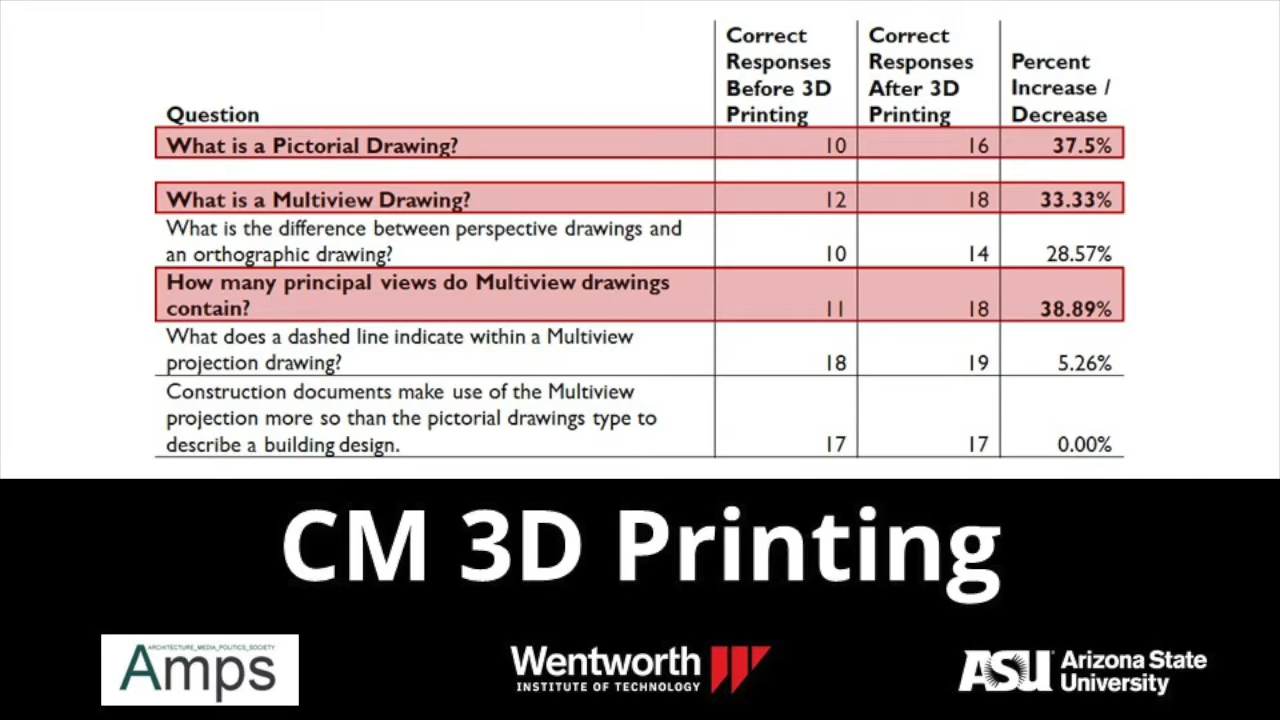 Question
Correct
Responses
Before 3D
Printing
Correct
Responses
After 3D
Printing
Percent
Increase /
Decrease
What is a Pictorial Drawing? 10 16 37.5%
What is a Multiview Drawing? 12 18 33.33%
What is the difference between perspective drawings and
an orthographic drawing? 10 14 28.57%
How many principal views do Multiview drawings
contain? 11 18 38.89%
What does a dashed line indicate within a Multiview
projection drawing? 18 19 5.26%
Construction documents make use of the Multiview
projection more so than the pictorial drawings type to
describe a building design. 17 17 0.00%
CM 3D Printing
ARCHITECTURE_MEDIA_POLITICS_SOCIETY
Amps
Wentworth
INSTITUTE OF TECHNOLOGY
ASU Arizona State
University